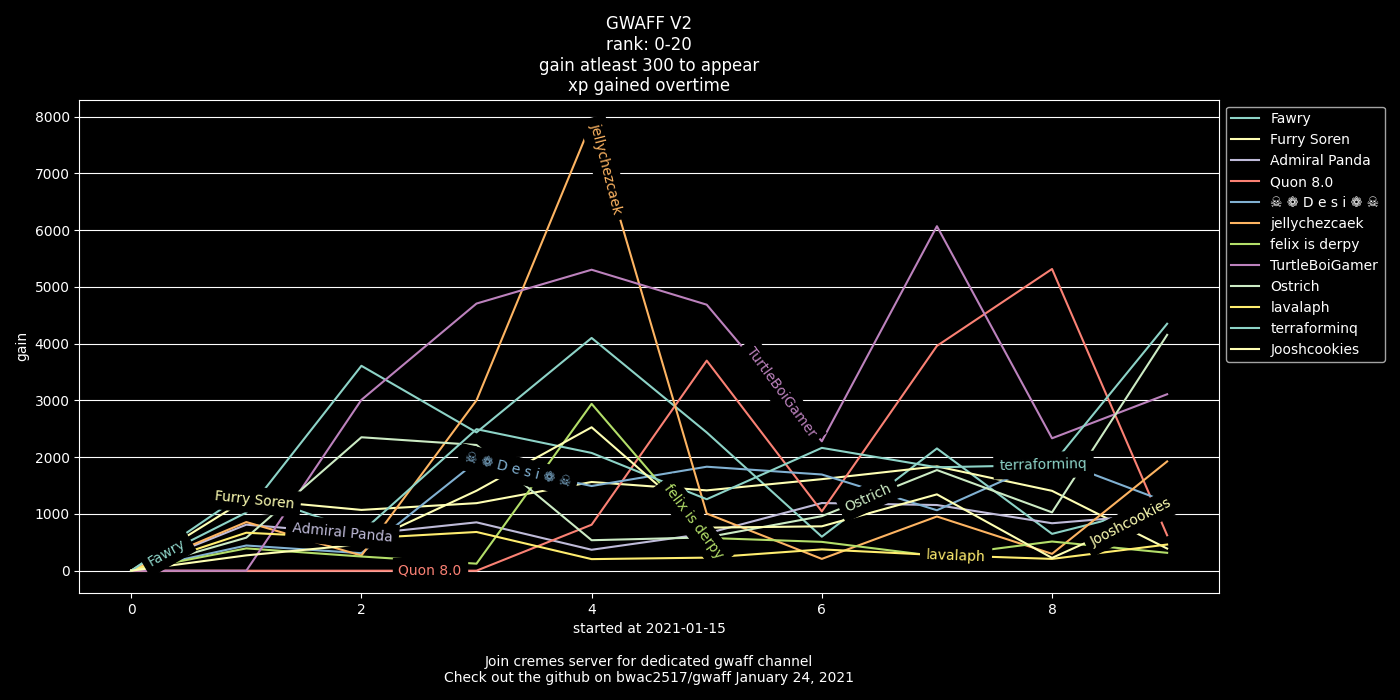 GWAFF V2
rank: 0-20
gain atleast 300 to appear
xp gained overtime
8000
7000
6000
5000
4000
3000
2000
1000
0
gain
jellychezcaek
TurtleBoiGamer
☠ ❁ D e s i ❁ ☠
terraforminq
Furry Soren
Ostrich
felix is derpy
Jooshcookies
Admiral Panda
Fawry
lavalaph
Quon 8.0
0
2
4
6
8
started at 2021-01-15
Fawry
Furry Soren
Admiral Panda
Quon 8.0
☠ ❁ D e s i ❁ ☠
jellychezcaek
felix is derpy
TurtleBoiGamer
Ostrich
lavalaph
terraforminq
Jooshcookies
Join cremes server for dedicated gwaff channel
Check out the github on bwac2517/gwaff January 24, 2021